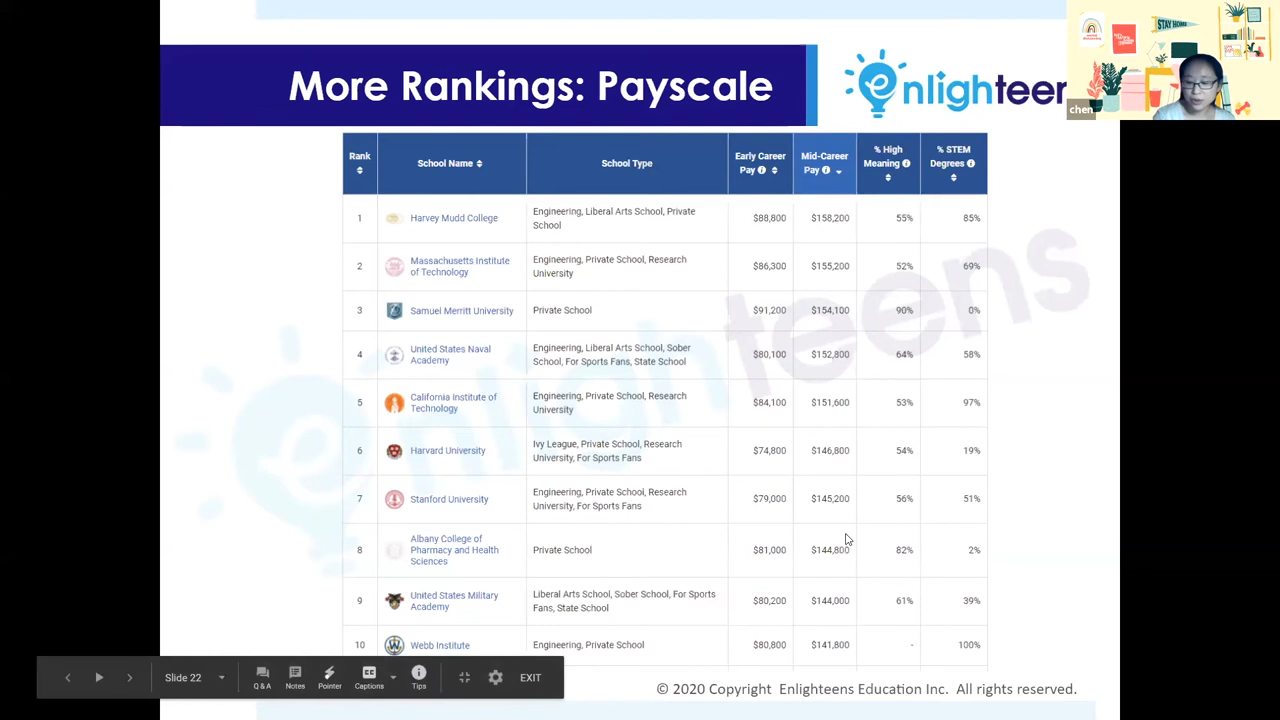 STAY HOME
chen
More Rankings: Payscale
enlighteen
Rank
School Name
School Type
Early Career Pay
Mid-Career Pay
% High Meaning
% STEM Degrees
1 Harvey Mudd College Engineering, Liberal Arts School, Private School $88,800 $158,200 55% 85%
2 Massachusetts Institute of Technology Engineering, Private School, Research University $86,300 $155,200 52% 69%
3 Samuel Merritt University Private School $91,200 $154,100 90% 0%
4 United States Naval Academy Engineering, Liberal Arts School, Sober School, For Sports Fans, State School $80,100 $152,800 64% 58%
5 California Institute of Technology Engineering, Private School, Research University $84,100 $151,600 53% 97%
6 Harvard University Ivy League, Private School, Research University, For Sports Fans $74,800 $146,800 54% 19%
7 Stanford University Engineering, Private School, Research University, For Sports Fans $79,000 $145,200 56% 51%
8 Albany College of Pharmacy and Health Sciences Private School $81,000 $144,800 82% 2%
9 United States Military Academy Liberal Arts School, Sober School, For Sports Fans, State School $80,200 $144,000 61% 39%
10 Webb Institute Engineering, Private School $80,800 $141,800 - 100%
enlighteens
Slide 22
Q & A
Notes
Pointer
Captions
Tips
EXIT
© 2020 Copyright Enlighteens Education Inc. All rights reserved.